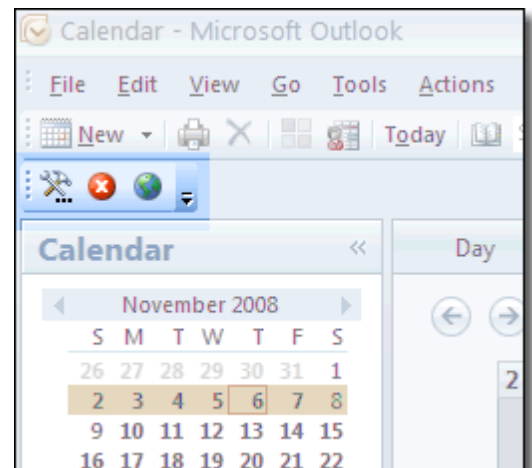 Calendar - Microsoft Outlook
File Edit View Go Tools Actions
New Today
Calendar «
Day
November 2008
S M T W T F S
26 27 28 29 30 31 1
2 3 4 5 6 7 8
2
9 10 11 12 13 14 15
16 17 18 19 20 21 22